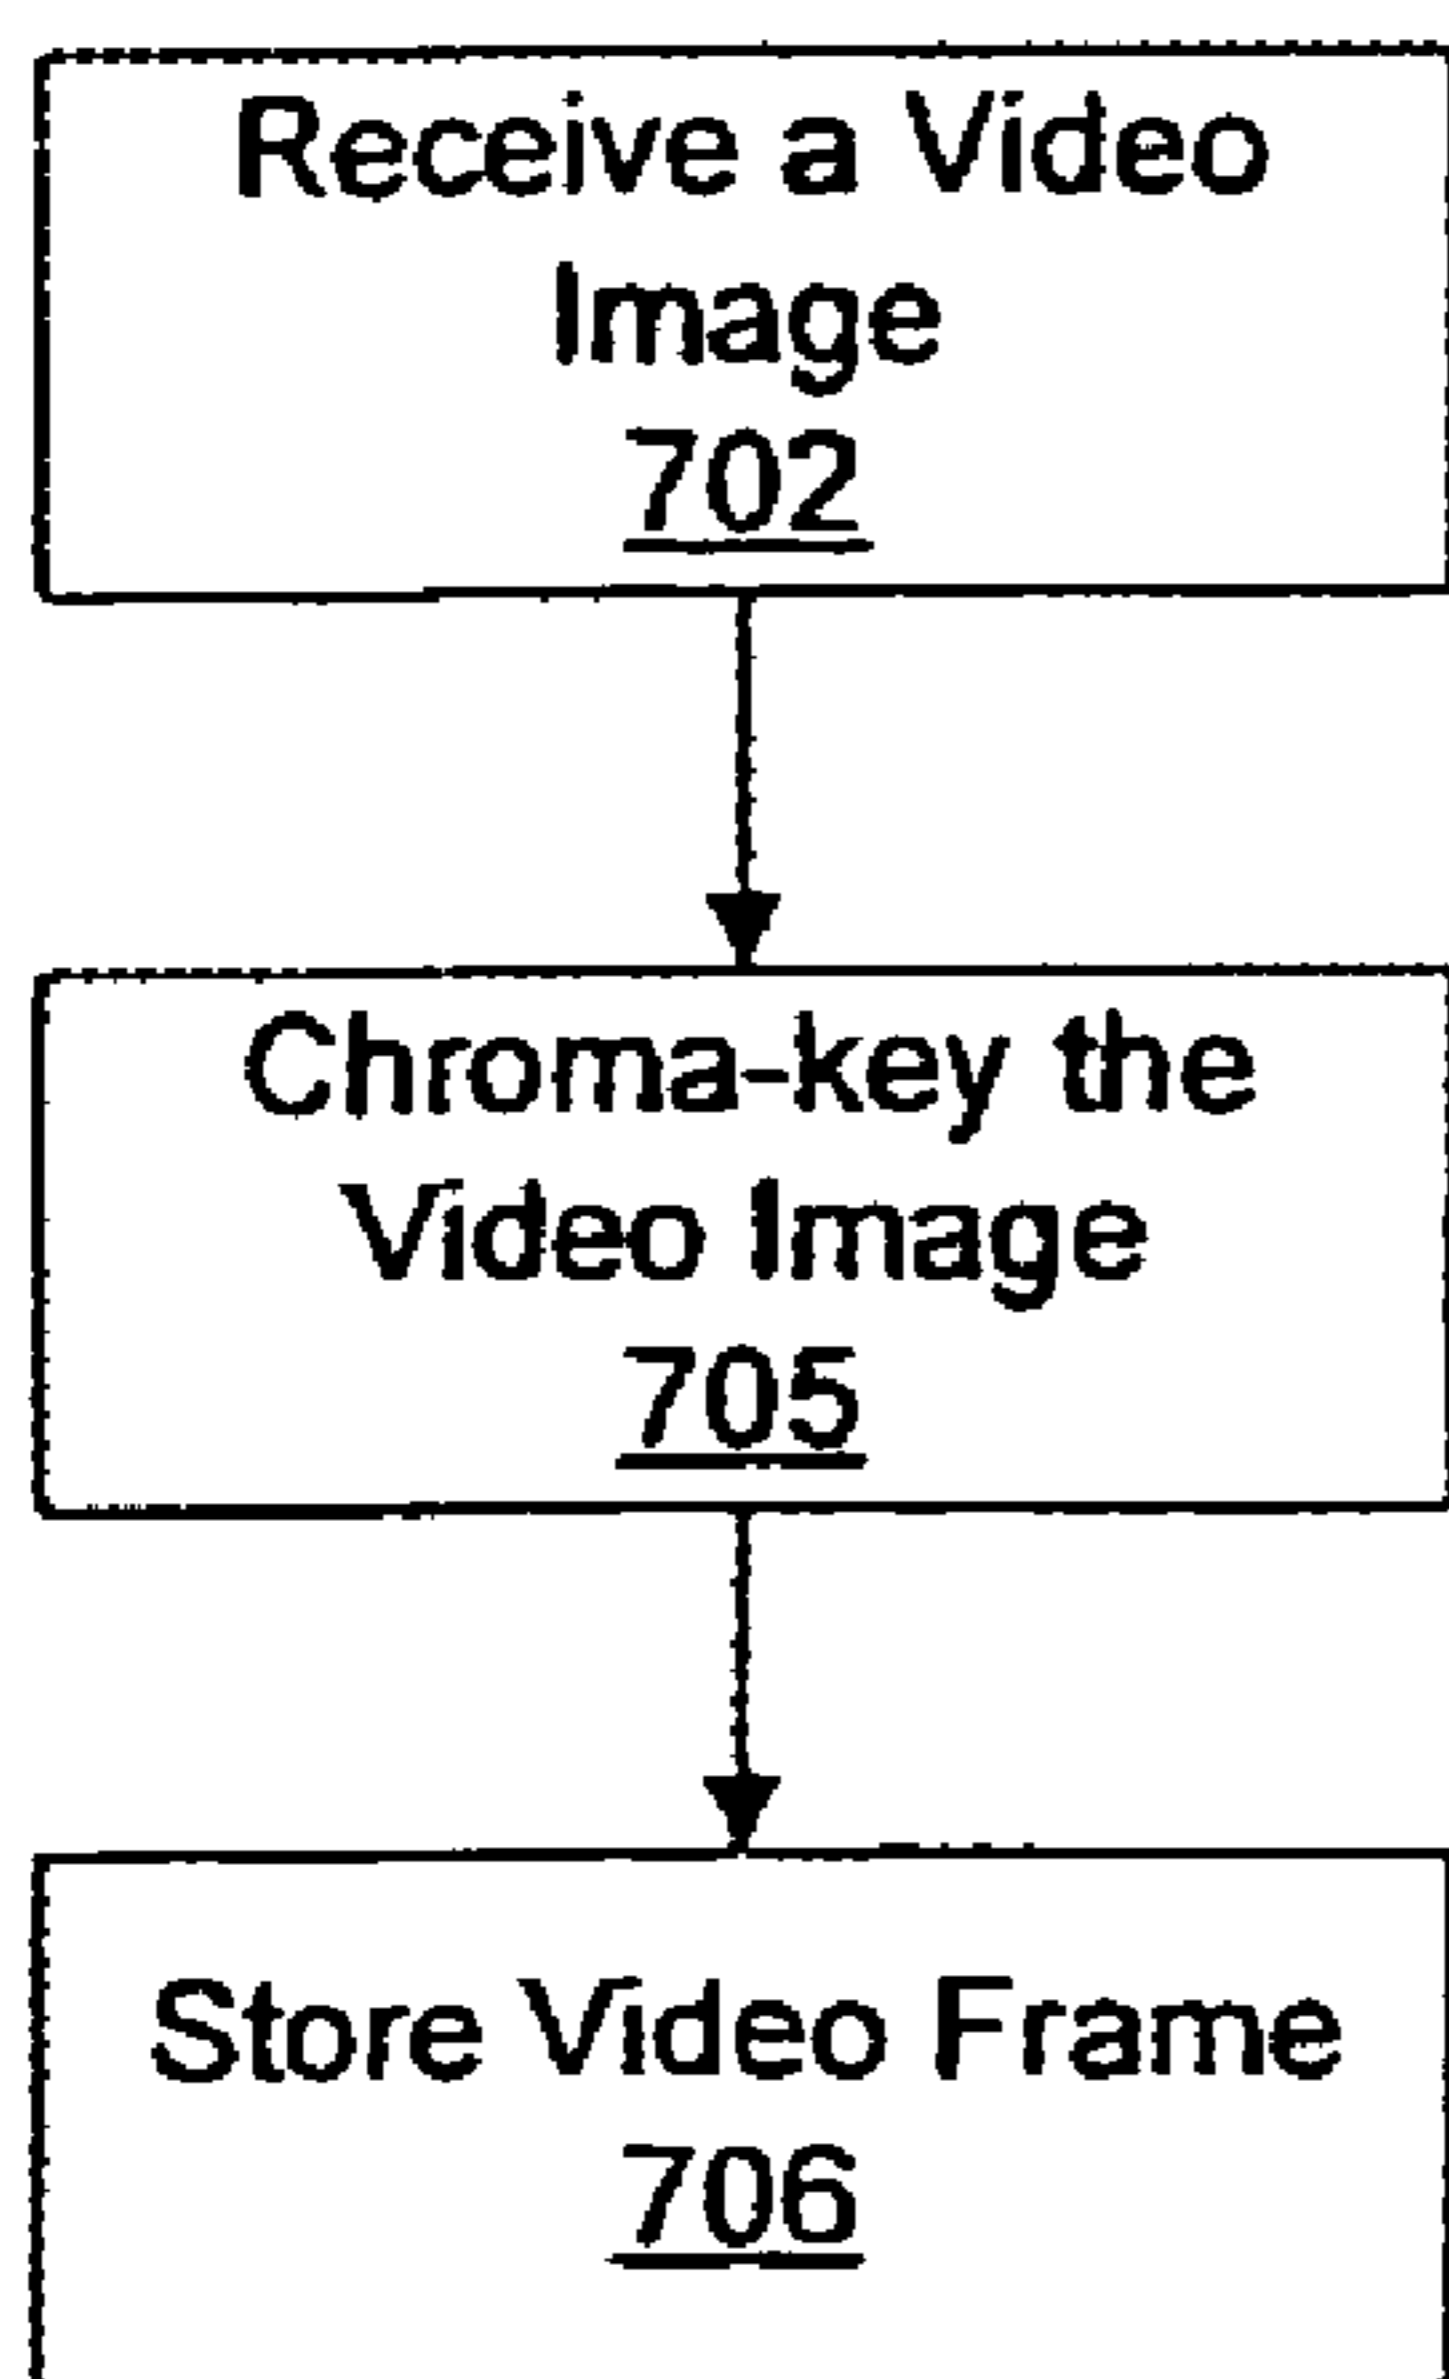 Receive a Video
Image
702
Chroma-key the
Video Image
705
Store Video Frame
706